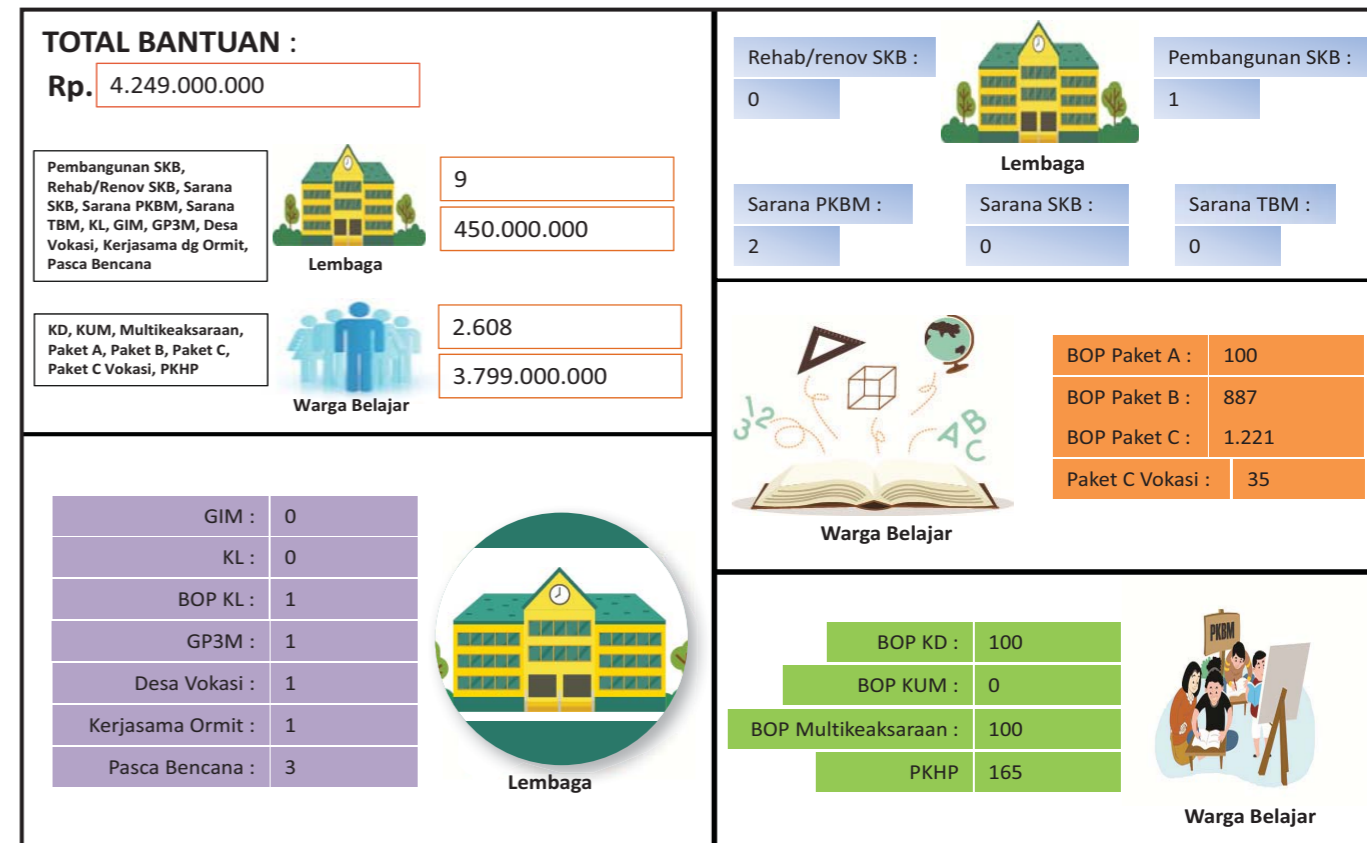 TOTAL BANTUAN :
Rp. 4.249.000.000
Pembangunan SKB,
Rehab/Renov SKB, Sarana
SKB, Sarana PKBM, Sarana
TBM, KL, GIM, GP3M, Desa
Vokasi, Kerjasama dg Ormit,
Pasca Bencana
Lembaga
9
450.000.000
KD, KUM, Multikeaksaraan,
Paket A, Paket B, Paket C,
Paket C Vokasi, PKHP
Warga Belajar
2.608
3.799.000.000
Rehab/renov SKB :
0
Pembangunan SKB :
1
Lembaga
Sarana PKBM :
2
Sarana SKB :
0
Sarana TBM :
0
GIM : 0
KL : 0
BOP KL : 1
GP3M : 1
Desa Vokasi : 1
Kerjasama Ormit : 1
Pasca Bencana : 3
Lembaga
1 2
3
A B
C
Warga Belajar
BOP Paket A : 100
BOP Paket B : 887
BOP Paket C : 1.221
Paket C Vokasi : 35
BOP KD : 100
BOP KUM : 0
BOP Multikeaksaraan : 100
PKHP 165
PKBM
Warga Belajar